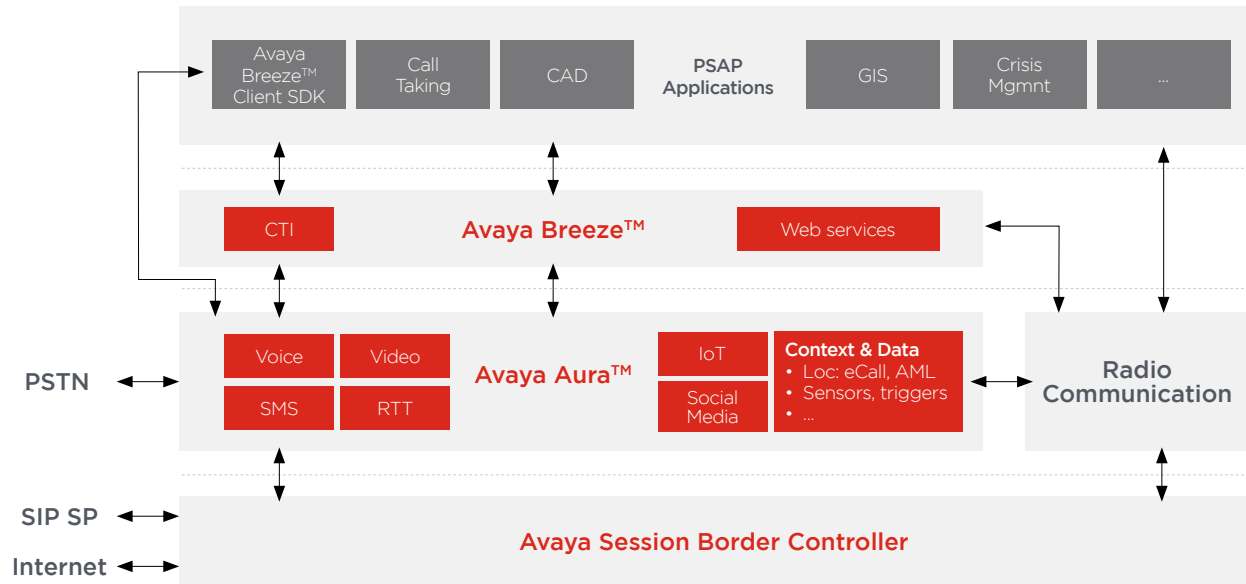 Avaya
Breeze™
Client SDK
Call
Taking
CAD
PSAP
Applications
GIS
Crisis
Mgmnt
...
CTI
Avaya Breeze™
Web services
PSTN
Voice
Video
SMS
RTT
Avaya Aura™
IoT
Social
Media
Context & Data
• Loc: eCall, AML
• Sensors, triggers
• ...
Radio
Communication
SIP SP
Internet
Avaya Session Border Controller